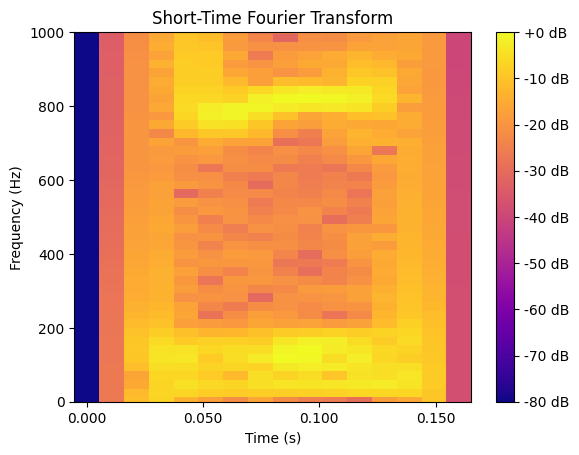 Short-Time Fourier Transform
1000
800
600
400
200
0
Frequency (Hz)
0.000
0.050
0.100
0.150
Time (s)
+0 dB
-10 dB
-20 dB
-30 dB
-40 dB
-50 dB
-60 dB
-70 dB
-80 dB